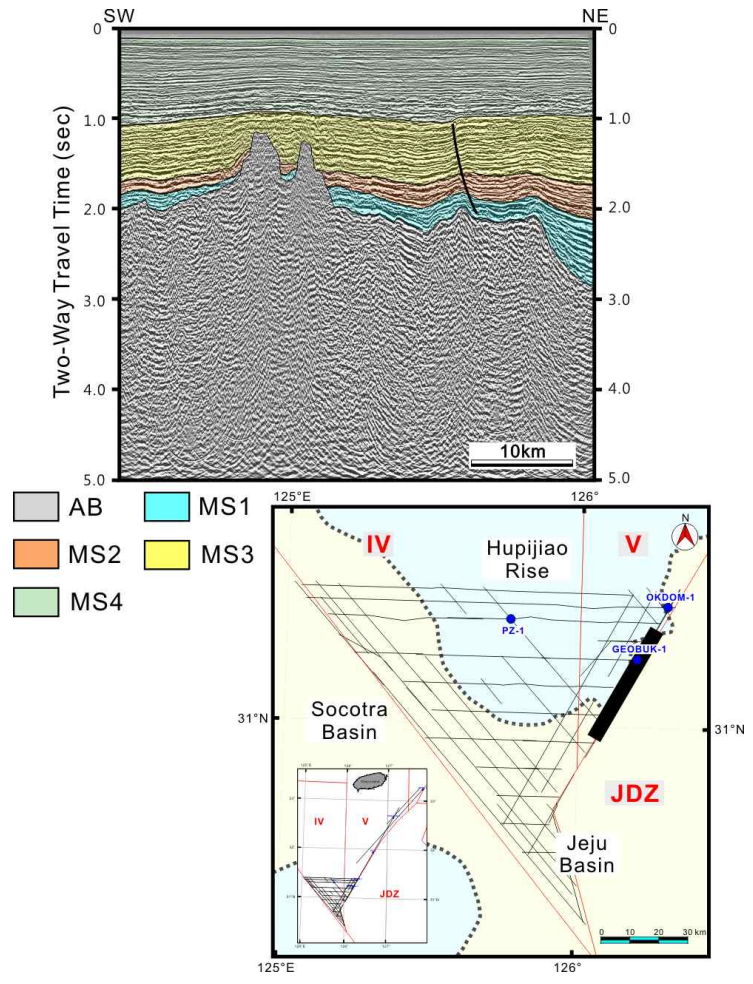 SW NE
0 0
1.0 1.0
2.0 2.0
3.0 3.0
4.0 4.0
5.0 5.0
Two-Way Travel Time (sec)
10km
AB MS1
MS2 MS3
MS4
125°E 126°
IV
Hupijiao
Rise
V
N
OKDOM-1
PZ-1
GEOBUK-1
31°N 31°N
Socotra
Basin
JDZ
Jeju
Basin
IV V
JDZ
0 10 20 30 km
125°E 126°